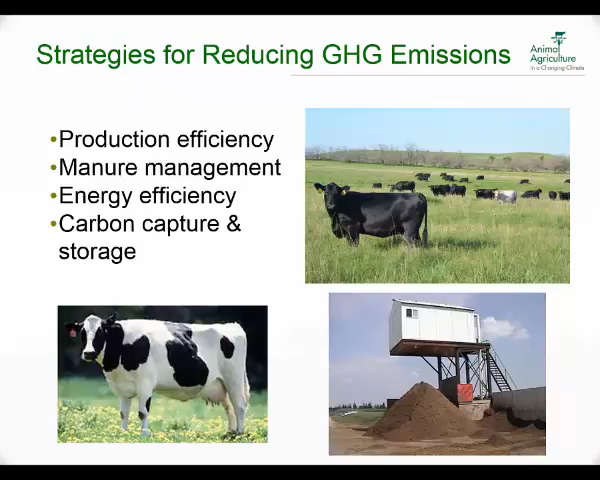 Strategies for Reducing GHG Emissions
Animal
Agriculture
in a Changing Climate
•Production efficiency
•Manure management
•Energy efficiency
•Carbon capture &
storage